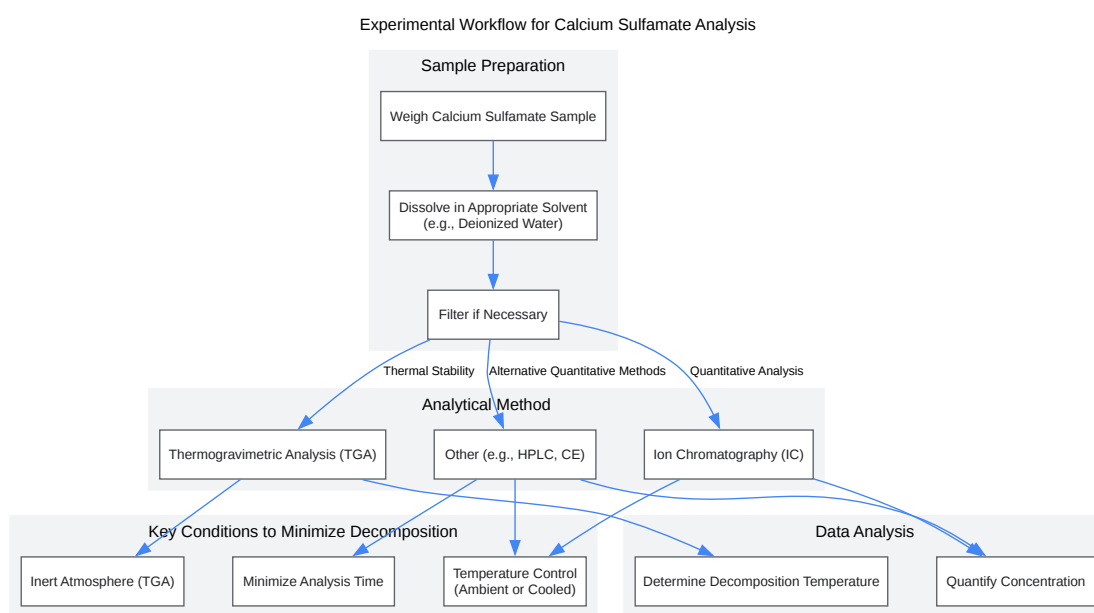 Experimental Workflow for Calcium Sulfamate Analysis
Sample Preparation
Weigh Calcium Sulfamate Sample
Dissolve in Appropriate Solvent
(e.g., Deionized Water)
Filter if Necessary
Thermal Stability
Alternative Quantitative Methods
Quantitative Analysis
Analytical Method
Thermogravimetric Analysis (TGA)
Other (e.g., HPLC, CE)
Ion Chromatography (IC)
Key Conditions to Minimize Decomposition
Data Analysis
Inert Atmosphere (TGA)
Minimize Analysis Time
Temperature Control
(Ambient or Cooled)
Determine Decomposition Temperature
Quantify Concentration